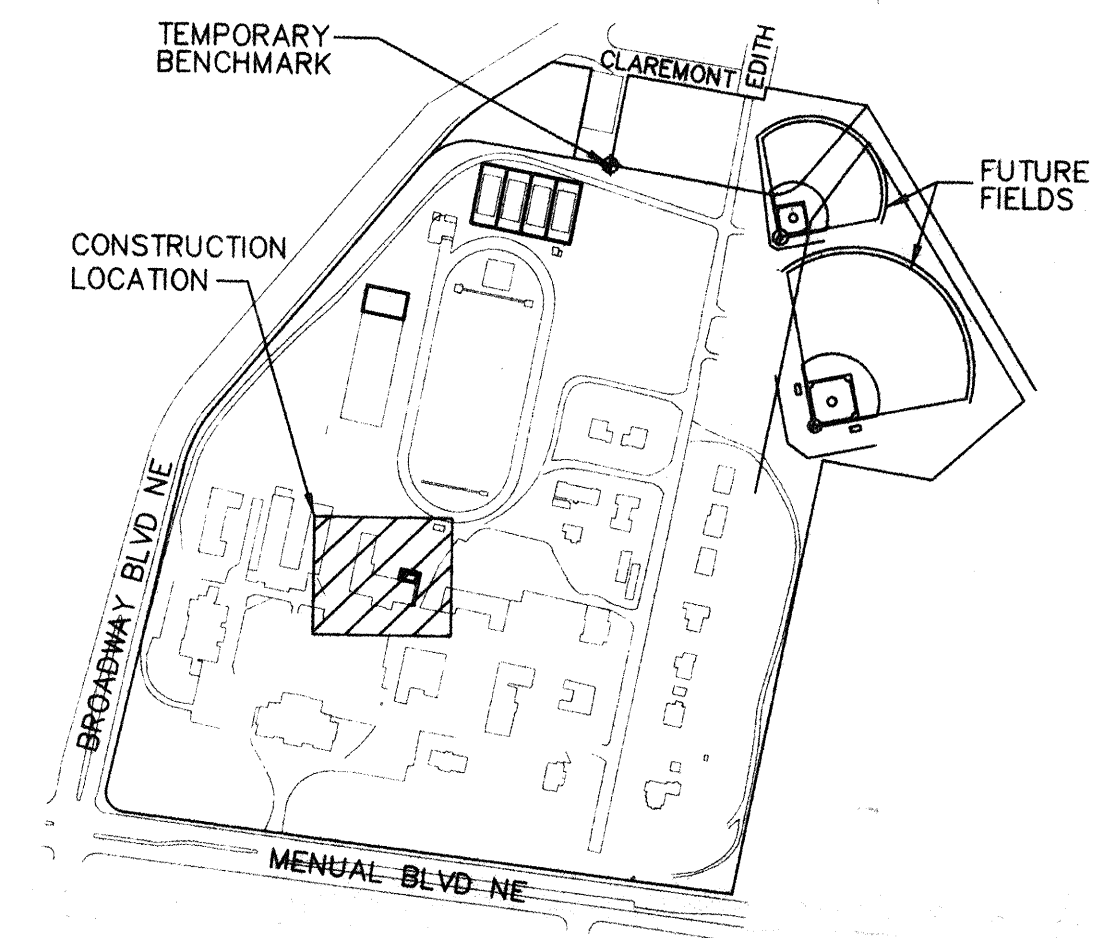 TEMPORARY
BENCHMARK
CLAREMONT
EDITH
FUTURE
FIELDS
CONSTRUCTION
LOCATION
BROADWAY BLVD NE
MENUAL BLVD NE